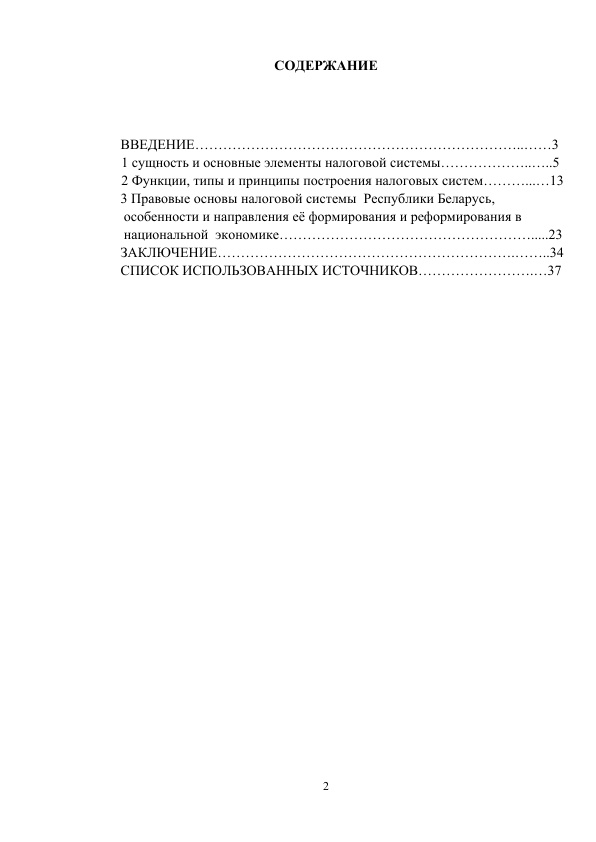 СОДЕРЖАНИЕ
ВВЕДЕНИЕ…………………………………………………………………..……3
1 сущность и основные элементы налоговой системы………………..…..5
2 Функции, типы и принципы построения налоговых систем………...…13
3 Правовые основы налоговой системы  Республики Беларусь,
особенности и направления её формирования и реформирования в
национальной  экономике……………………………………………….....23
ЗАКЛЮЧЕНИЕ……………………………………………………….……..34
СПИСОК ИСПОЛЬЗОВАННЫХ ИСТОЧНИКОВ…………………….…37
2